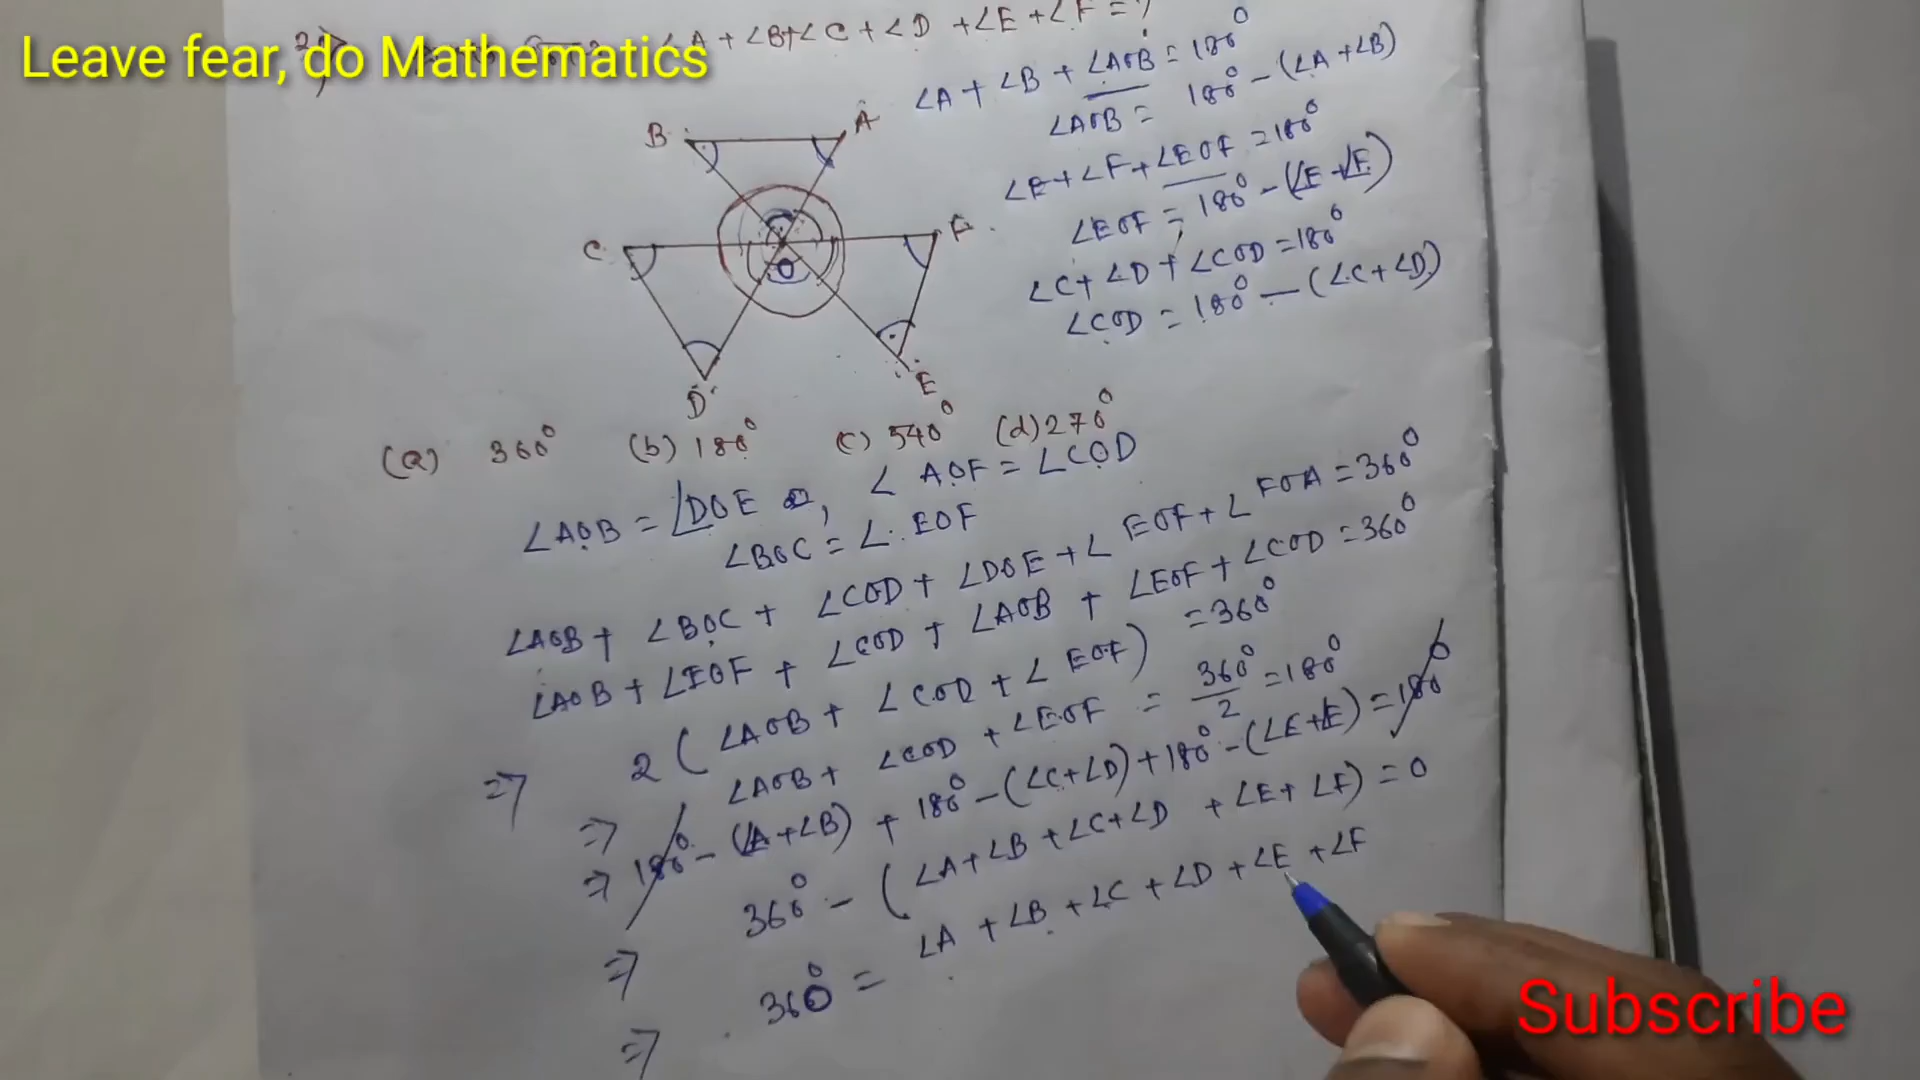 Leave fear, do Mathematics
2) ∠A + ∠B + ∠C + ∠D + ∠E + ∠F = ?
∠A + ∠B + ∠AOB = 180°
∠AOB = 180° - (∠A + ∠B)
∠E + ∠F + ∠EOF = 180°
∠EOF = 180° - (∠E + ∠F)
∠C + ∠D + ∠COD = 180°
∠COD = 180° - (∠C + ∠D)
B A
C F
O
D E
(a) 360° (b) 180° (c) 540° (d) 270°
∠AOB = ∠DOE, ∠AOF = ∠COD
∠BOC = ∠EOF
∠AOB + ∠BOC + ∠COD + ∠DOE + ∠EOF + ∠FOA = 360°
∠AOB + ∠EOF + ∠COD + ∠AOB + ∠EOF + ∠COD = 360°
⇒ 2 (∠AOB + ∠COD + ∠EOF) = 360°
⇒ ∠AOB + ∠COD + ∠EOF = 360°/2 = 180°
⇒ 180° - (∠A + ∠B) + 180° - (∠C + ∠D) + 180° - (∠E + ∠F) = 180°
⇒ 360° - (∠A + ∠B + ∠C + ∠D + ∠E + ∠F) = 0
⇒ 360° = ∠A + ∠B + ∠C + ∠D + ∠E + ∠F
Subscribe